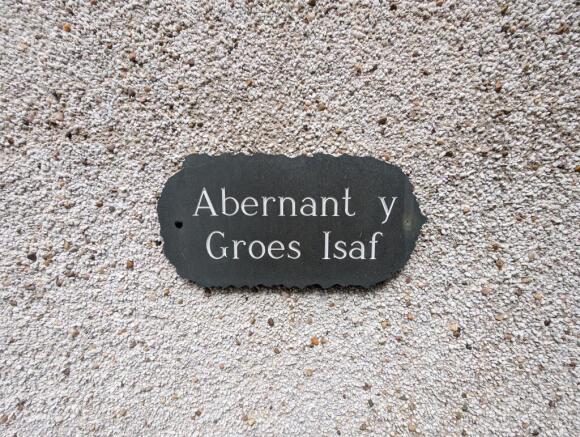 Abernant y
Groes Isaf